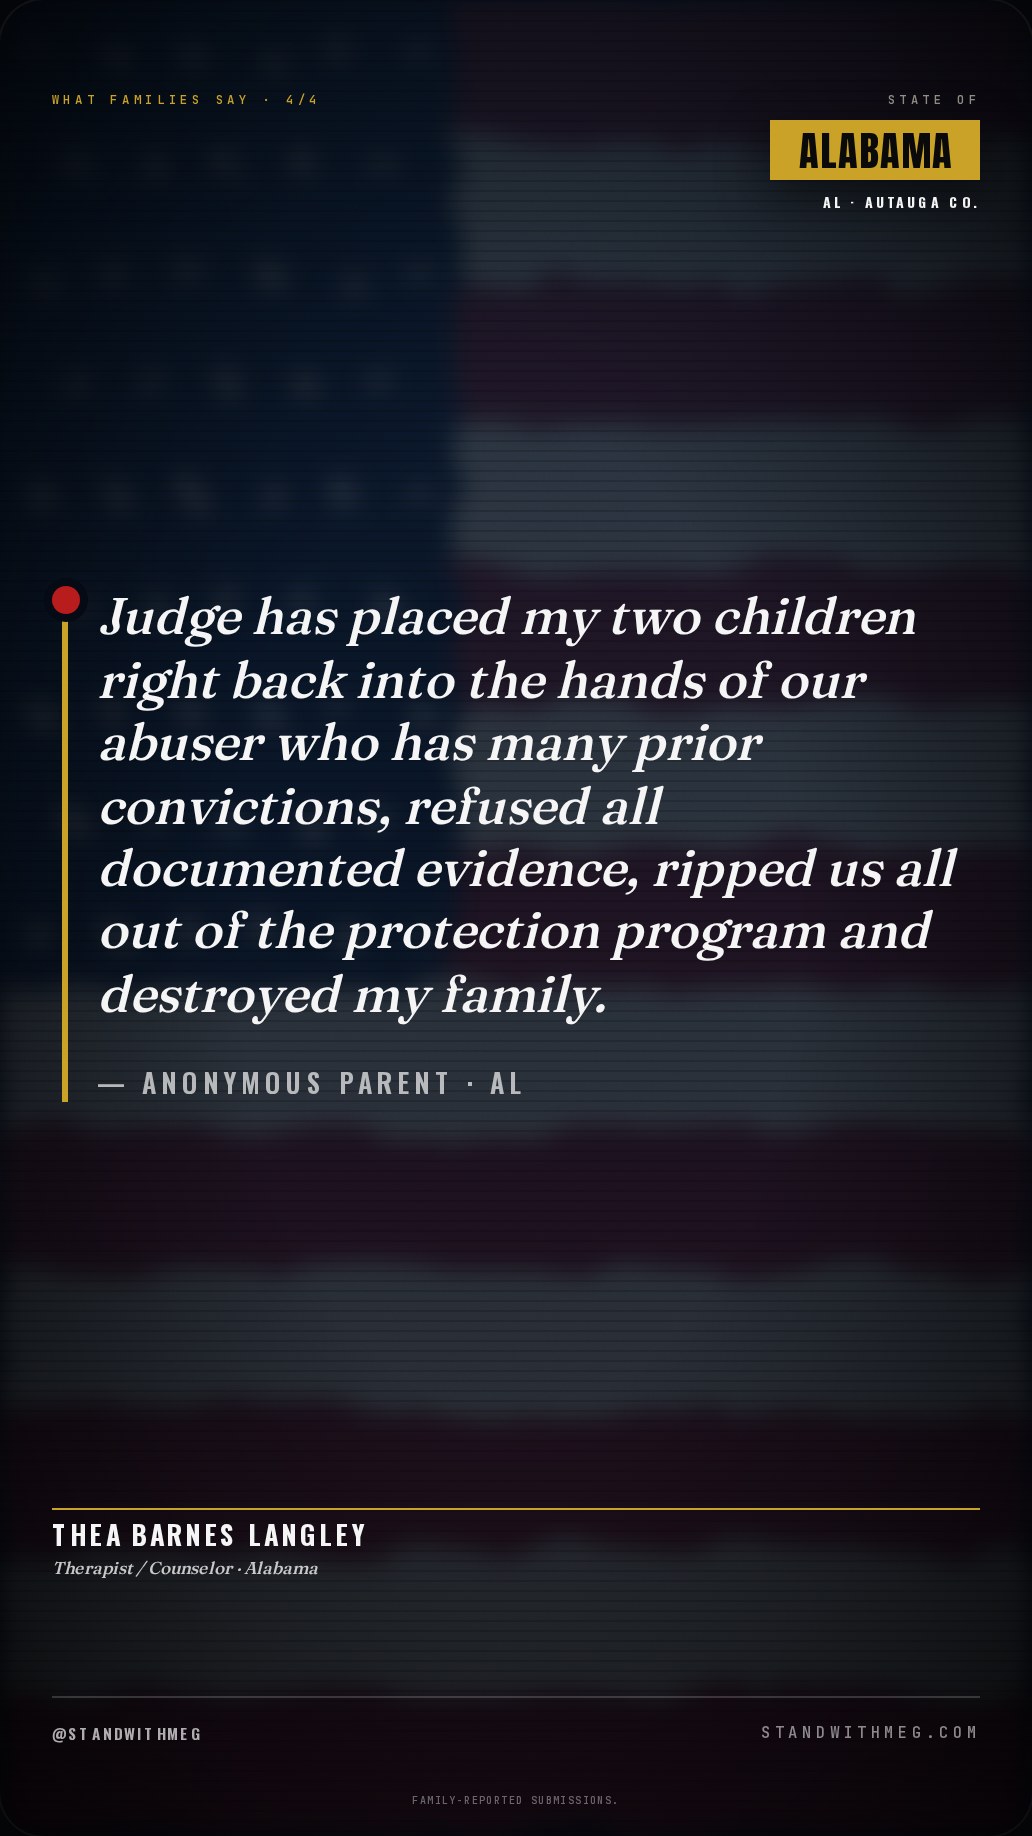 WHAT FAMILIES SAY · 4/4
STATE OF
ALABAMA
AL · AUTAUGA CO.
Judge has placed my two children
right back into the hands of our
abuser who has many prior
convictions, refused all
documented evidence, ripped us all
out of the protection program and
destroyed my family.
— ANONYMOUS PARENT · AL
THEA BARNES LANGLEY
Therapist / Counselor · Alabama
@STANDWITHMEG
STANDWITHMEG.COM
FAMILY-REPORTED SUBMISSIONS.